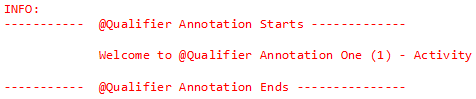 INFO:
-----------  @Qualifier Annotation Starts -------------
Welcome to @Qualifier Annotation One (1) - Activity
-----------  @Qualifier Annotation Ends ---------------